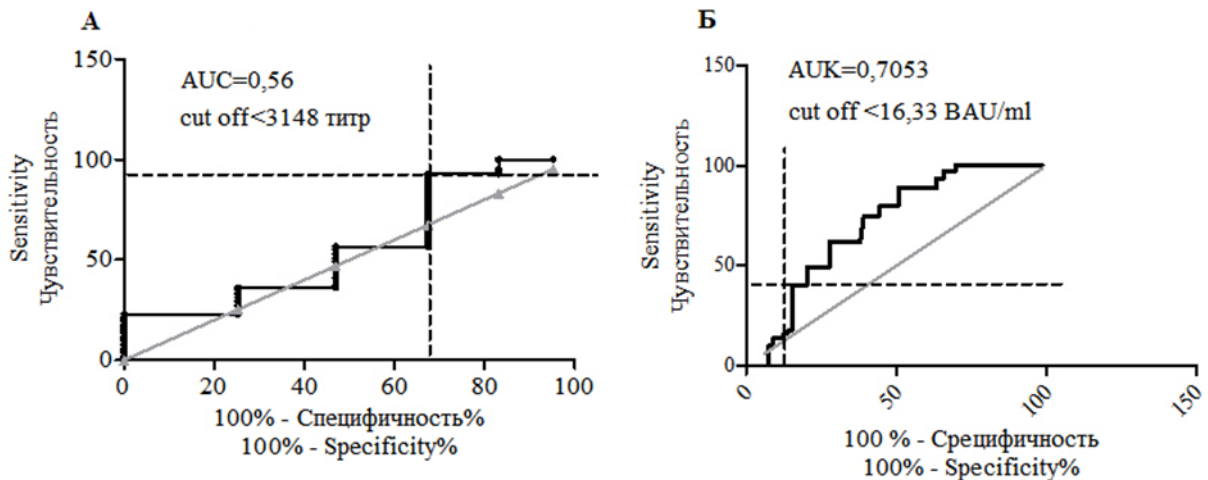 А
150
AUC=0,56
cut off<3148 титр
100
50
0
Sensitivity
Чувствительность
0 20 40 60 80 100
100% - Специфичность%
100% - Specificity%
Б
150
AUK=0,7053
cut off <16,33 BAU/ml
100
50
0
Sensitivity
Чувствительность
0 50 100 150
100 % - Срецифичность
100% - Specificity%